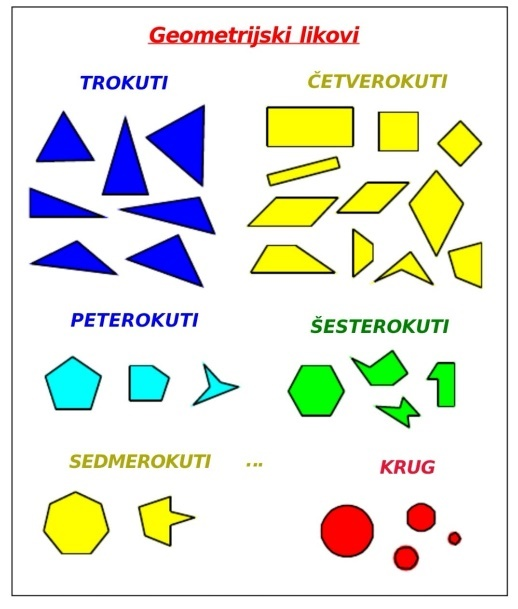 Geometrijski likovi
TROKUTI
ČETVEROKUTI
PETEROKUTI
ŠESTEROKUTI
SEDMEROKUTI ...
KRUG